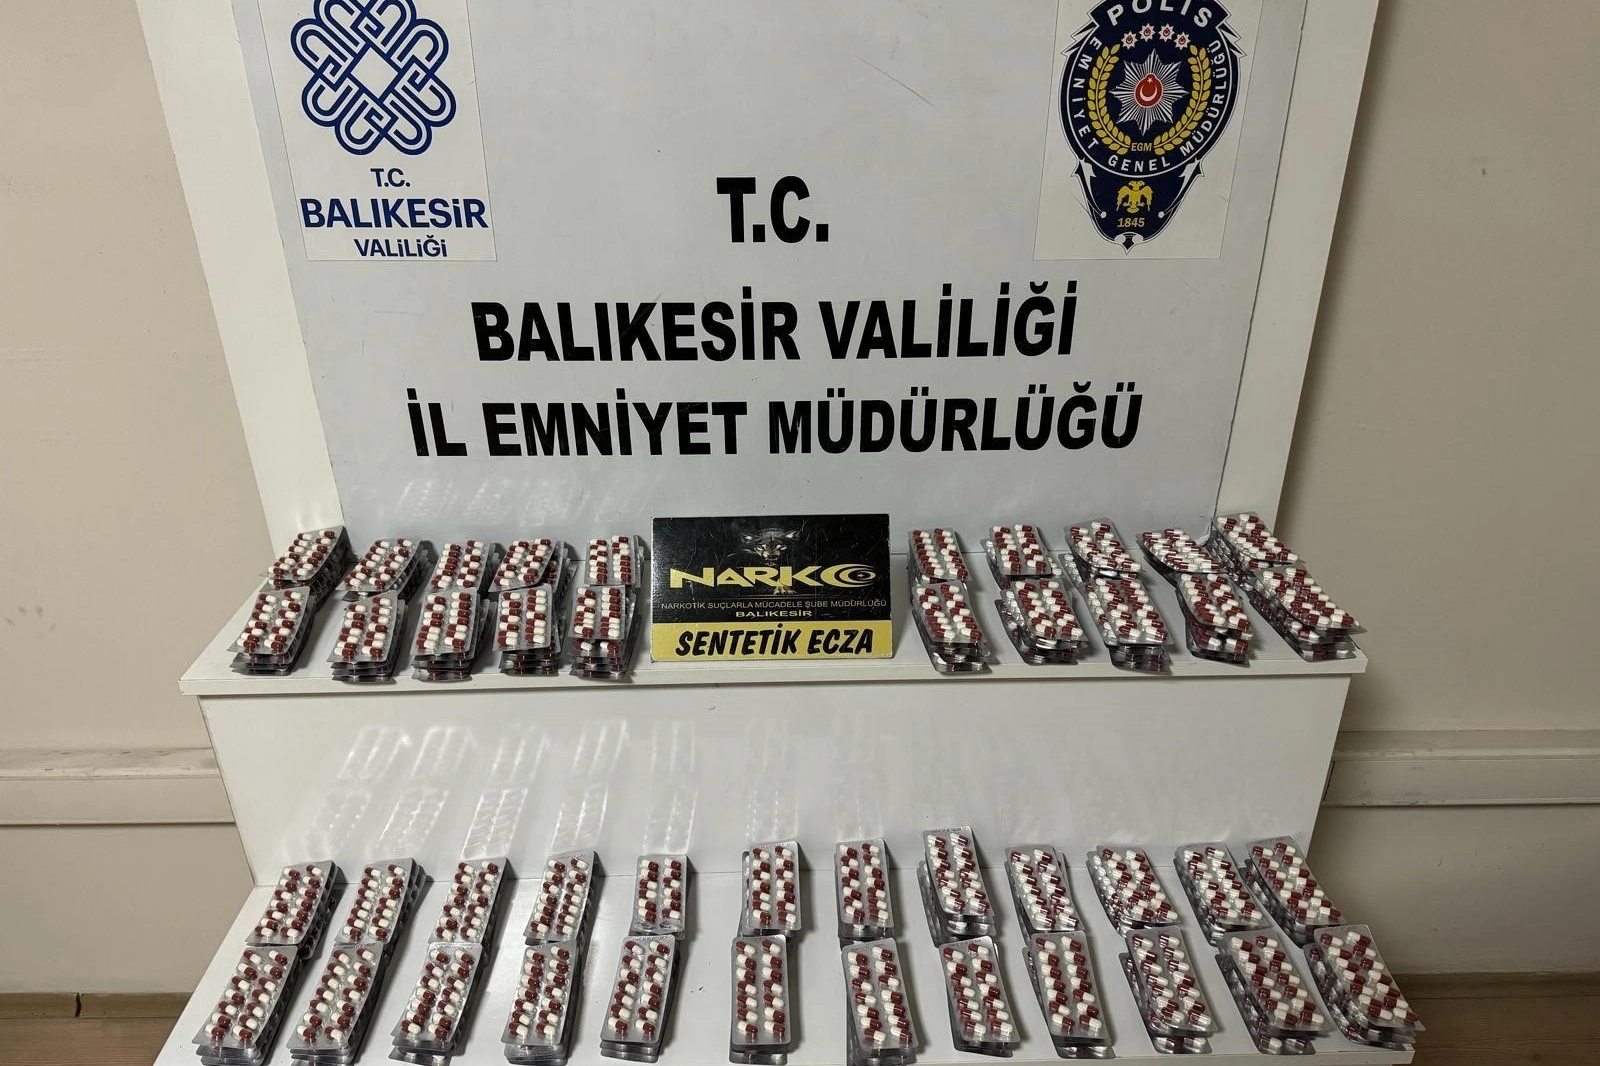 T.C.
BALIKESİR
VALİLİĞİ
POLİS
EMNİYET GENEL MÜDÜRLÜĞÜ
EGM
1845
T.C.
BALIKESİR VALİLİĞİ
İL EMNİYET MÜDÜRLÜĞÜ
NARKO
NARKOTİK SUÇLARLA MÜCADELE ŞUBE MÜDÜRLÜĞÜ
BALIKESİR
SENTETİK ECZA